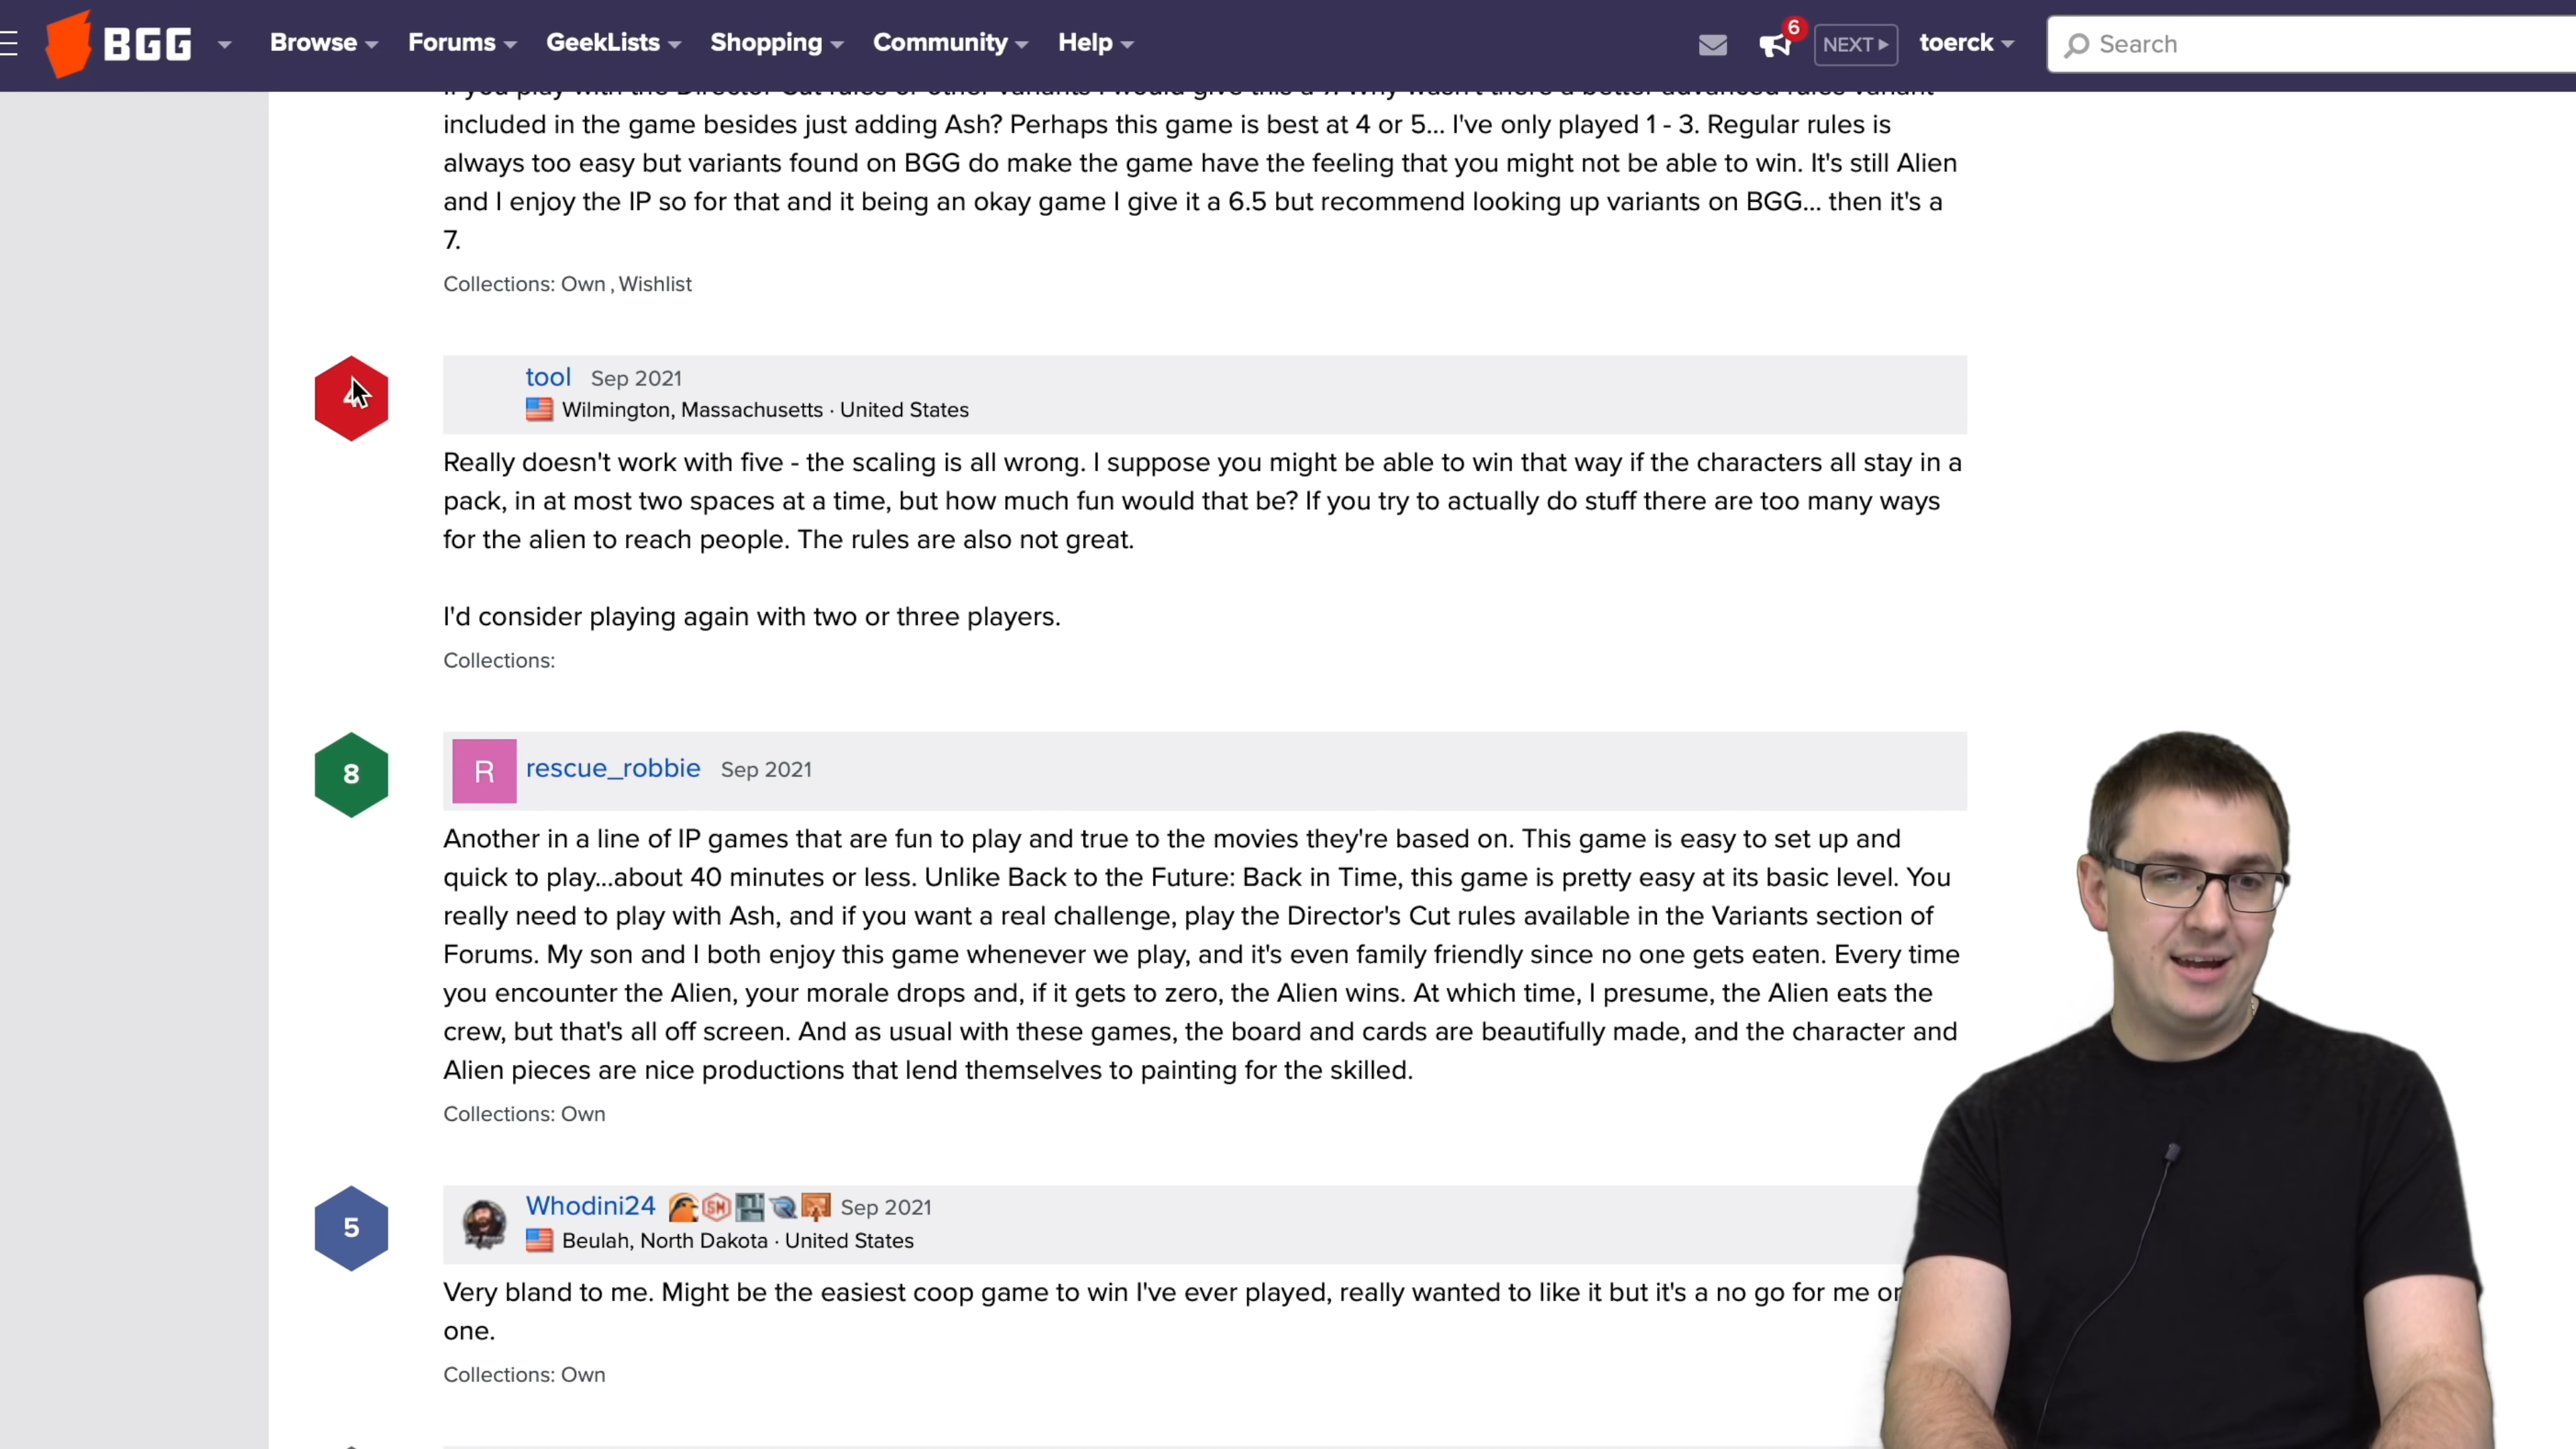 BGG Browse Forums GeekLists Shopping Community Help 6 NEXT toerck Search
included in the game besides just adding Ash? Perhaps this game is best at 4 or 5... I've only played 1 - 3. Regular rules is
always too easy but variants found on BGG do make the game have the feeling that you might not be able to win. It's still Alien
and I enjoy the IP so for that and it being an okay game I give it a 6.5 but recommend looking up variants on BGG... then it's a
7.
Collections: Own , Wishlist
4
tool Sep 2021
Wilmington, Massachusetts · United States
Really doesn't work with five - the scaling is all wrong. I suppose you might be able to win that way if the characters all stay in a
pack, in at most two spaces at a time, but how much fun would that be? If you try to actually do stuff there are too many ways
for the alien to reach people. The rules are also not great.
I'd consider playing again with two or three players.
Collections:
8
R rescue_robbie Sep 2021
Another in a line of IP games that are fun to play and true to the movies they're based on. This game is easy to set up and
quick to play...about 40 minutes or less. Unlike Back to the Future: Back in Time, this game is pretty easy at its basic level. You
really need to play with Ash, and if you want a real challenge, play the Director's Cut rules available in the Variants section of
Forums. My son and I both enjoy this game whenever we play, and it's even family friendly since no one gets eaten. Every time
you encounter the Alien, your morale drops and, if it gets to zero, the Alien wins. At which time, I presume, the Alien eats the
crew, but that's all off screen. And as usual with these games, the board and cards are beautifully made, and the character and
Alien pieces are nice productions that lend themselves to painting for the skilled.
Collections: Own
5
Whodini24 SM Sep 2021
Beulah, North Dakota · United States
Very bland to me. Might be the easiest coop game to win I've ever played, really wanted to like it but it's a no go for me
one.
Collections: Own